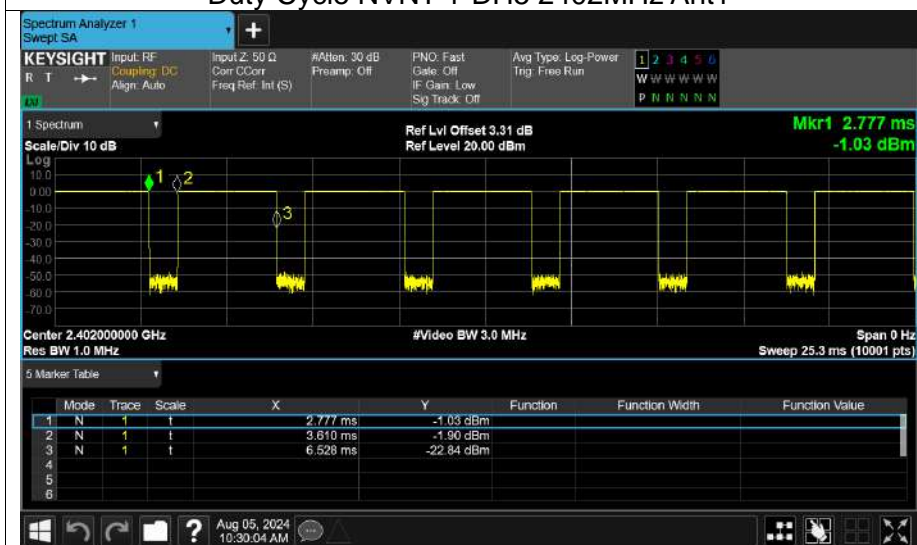 Duty Cycle NVNT 1-DH5 2402MHz Ant1
Spectrum Analyzer 1
Swept SA
+
KEYSIGHT Input: RF Input Z: 50 Ω #Atten: 30 dB PNO: Fast Avg Type: Log-Power 1 2 3 4 5 6
R T Coupling: DC Corr CCorr Preamp: Off Gate: Off Trig: Free Run W W W W W W
Align: Auto Freq Ref: Int (S) IF Gain: Low
Sig Track: Off P N N N N N
1 Spectrum Ref Lvl Offset 3.31 dB Mkr1 2.777 ms
Scale/Div 10 dB Ref Level 20.00 dBm -1.03 dBm
Log
10.0
0.00
-10.0
-20.0
-30.0
-40.0
-50.0
-60.0
-70.0
1 2
3
Center 2.402000000 GHz #Video BW 3.0 MHz Span 0 Hz
Res BW 1.0 MHz Sweep 25.3 ms (10001 pts)
5 Marker Table
Mode Trace Scale X Y Function Function Width Function Value
1 N 1 t 2.777 ms -1.03 dBm
2 N 1 t 3.610 ms -1.90 dBm
3 N 1 t 6.528 ms -22.84 dBm
4
5
6
? Aug 05, 2024
10:30:04 AM